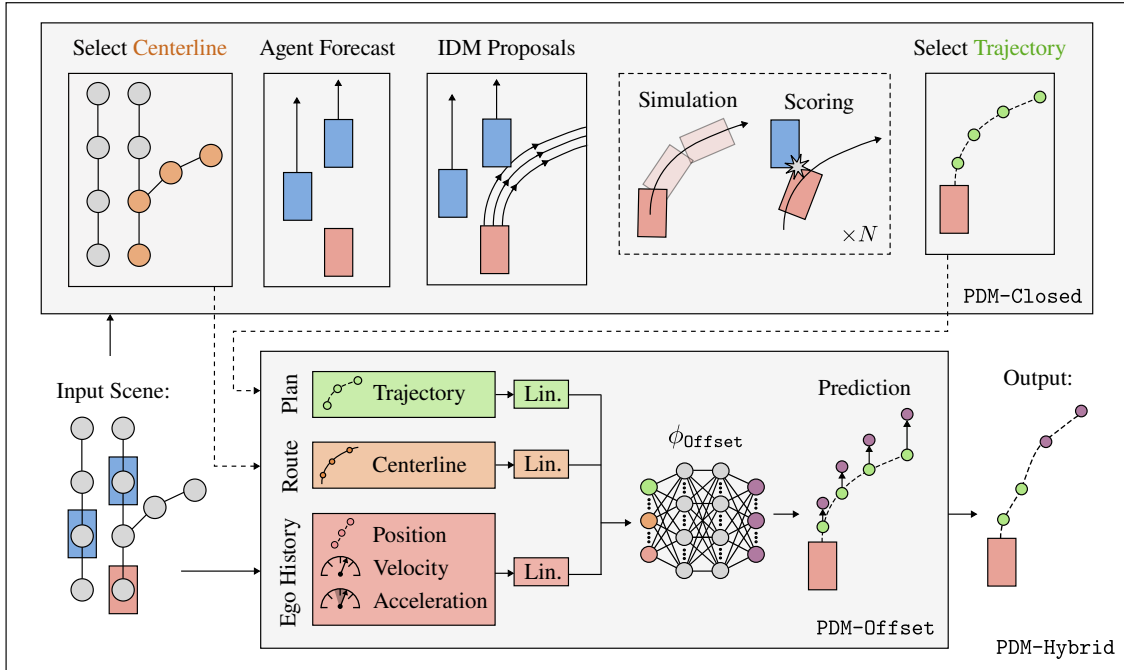 Select Centerline
Agent Forecast
IDM Proposals
Select Trajectory
Simulation
Scoring
×N
PDM-Closed
Input Scene:
Plan
Trajectory
Lin.
Route
Centerline
Lin.
Ego History
Position
Velocity
Acceleration
Lin.
ϕOffset
Prediction
PDM-Offset
Output:
PDM-Hybrid